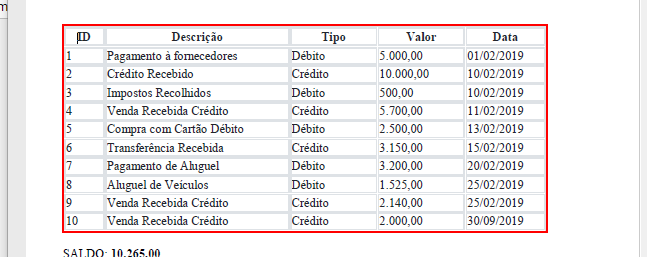 m
ID Descrição Tipo Valor Data
1 Pagamento à fornecedores Débito 5.000,00 01/02/2019
2 Crédito Recebido Crédito 10.000,00 10/02/2019
3 Impostos Recolhidos Débito 500,00 10/02/2019
4 Venda Recebida Crédito Crédito 5.700,00 11/02/2019
5 Compra com Cartão Débito Débito 2.500,00 13/02/2019
6 Transferência Recebida Crédito 3.150,00 15/02/2019
7 Pagamento de Aluguel Débito 3.200,00 20/02/2019
8 Aluguel de Veículos Débito 1.525,00 25/02/2019
9 Venda Recebida Crédito Crédito 2.140,00 25/02/2019
10 Venda Recebida Crédito Crédito 2.000,00 30/09/2019
SALDO: 10.265,00